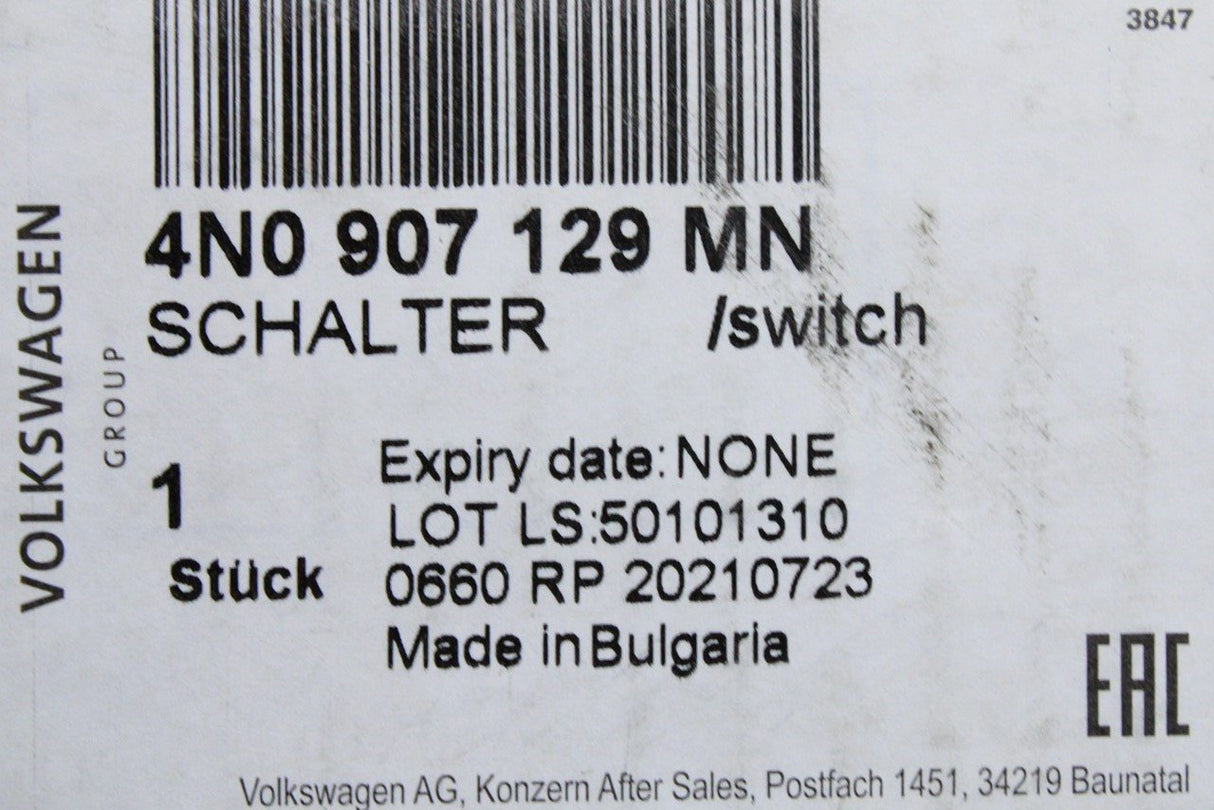 3847
4N0 907 129 MN
SCHALTER /switch
VOLKSWAGEN
GROUP
1
Stück
Expiry date: NONE
LOT LS:50101310
0660 RP 20210723
Made in Bulgaria
EAC
Volkswagen AG, Konzern After Sales, Postfach 1451, 34219 Baunatal